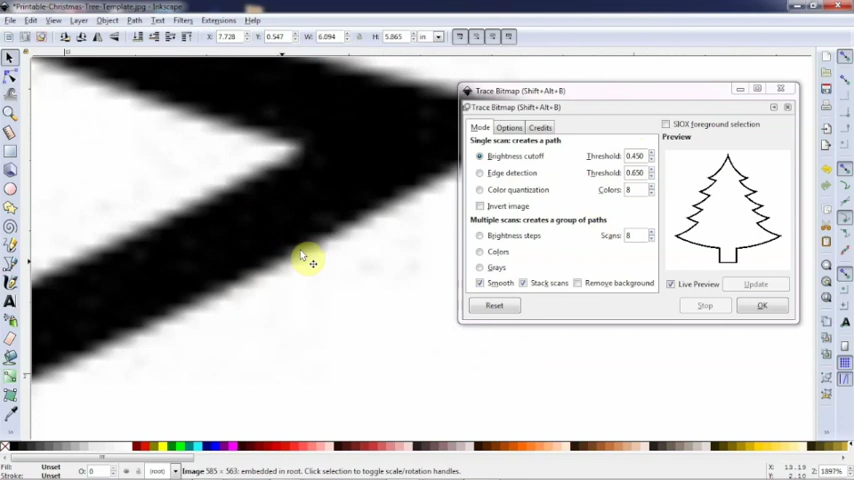 *Printable-Christmas-Tree-Template.jpg - Inkscape
File Edit View Layer Object Path Text Filters Extensions Help
X: 7.728 Y: 0.547 W: 6.094 H: 5.865 in
Trace Bitmap (Shift+Alt+B)
Trace Bitmap (Shift+Alt+B)
Mode Options Credits
SIOX foreground selection
Single scan: creates a path
Preview
Brightness cutoff Threshold: 0.450
Edge detection Threshold: 0.650
Color quantization Colors: 8
Invert image
Multiple scans: creates a group of paths
Brightness steps Scans: 8
Colors
Grays
Smooth Stack scans Remove background
Live Preview Update
Reset Stop OK
Fill: Unset
Stroke: Unset
O: 0
(root)
Image 585 × 563: embedded in root. Click selection to toggle scale/rotation handles.
X: 13.19
Y: 2.10
Z: 1897%